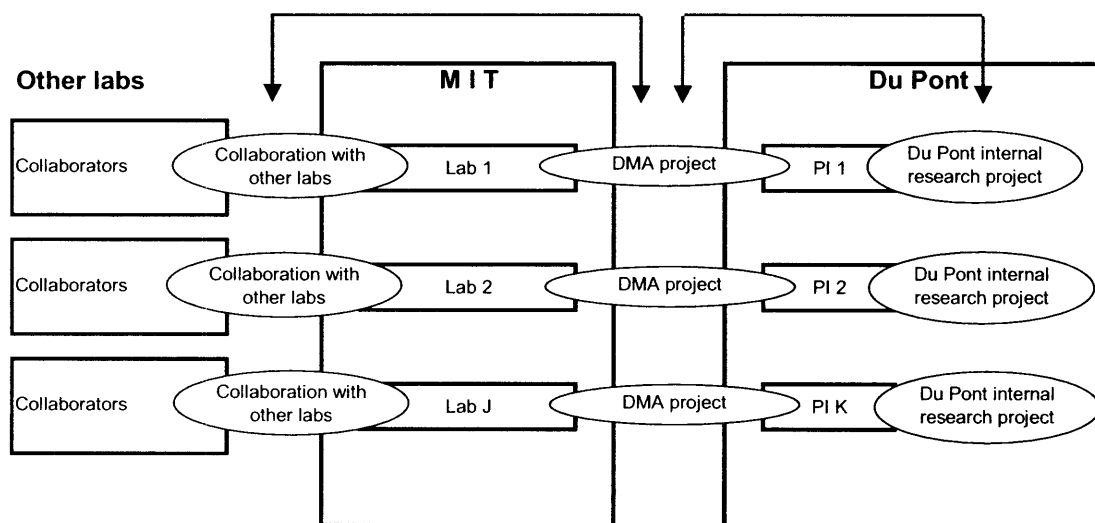 Other labs
M I T
Du Pont
Collaborators
Collaboration with
other labs
Lab 1
DMA project
PI 1
Du Pont internal
research project
Collaborators
Collaboration with
other labs
Lab 2
DMA project
PI 2
Du Pont internal
research project
Collaborators
Collaboration with
other labs
Lab J
DMA project
PI K
Du Pont internal
research project